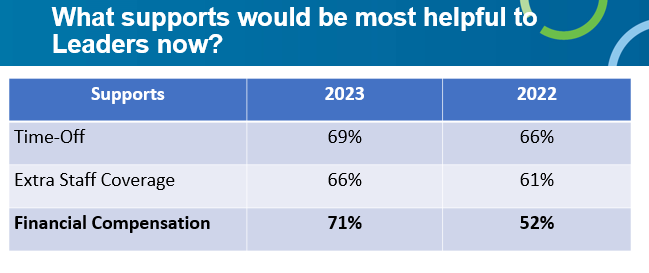 What supports would be most helpful to
Leaders now?
Supports 2023 2022
Time-Off 69% 66%
Extra Staff Coverage 66% 61%
Financial Compensation 71% 52%